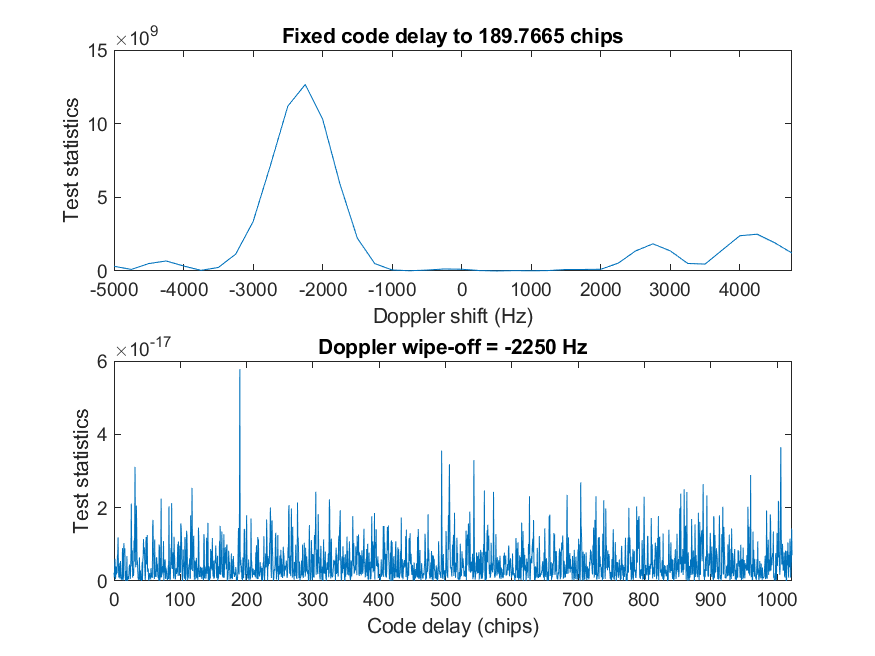 Fixed code delay to 189.7665 chips
×10^9
15
10
5
0
Test statistics
-5000 -4000 -3000 -2000 -1000 0 1000 2000 3000 4000
Doppler shift (Hz)
Doppler wipe-off = -2250 Hz
×10^-17
6
4
2
0
Test statistics
0 100 200 300 400 500 600 700 800 900 1000
Code delay (chips)